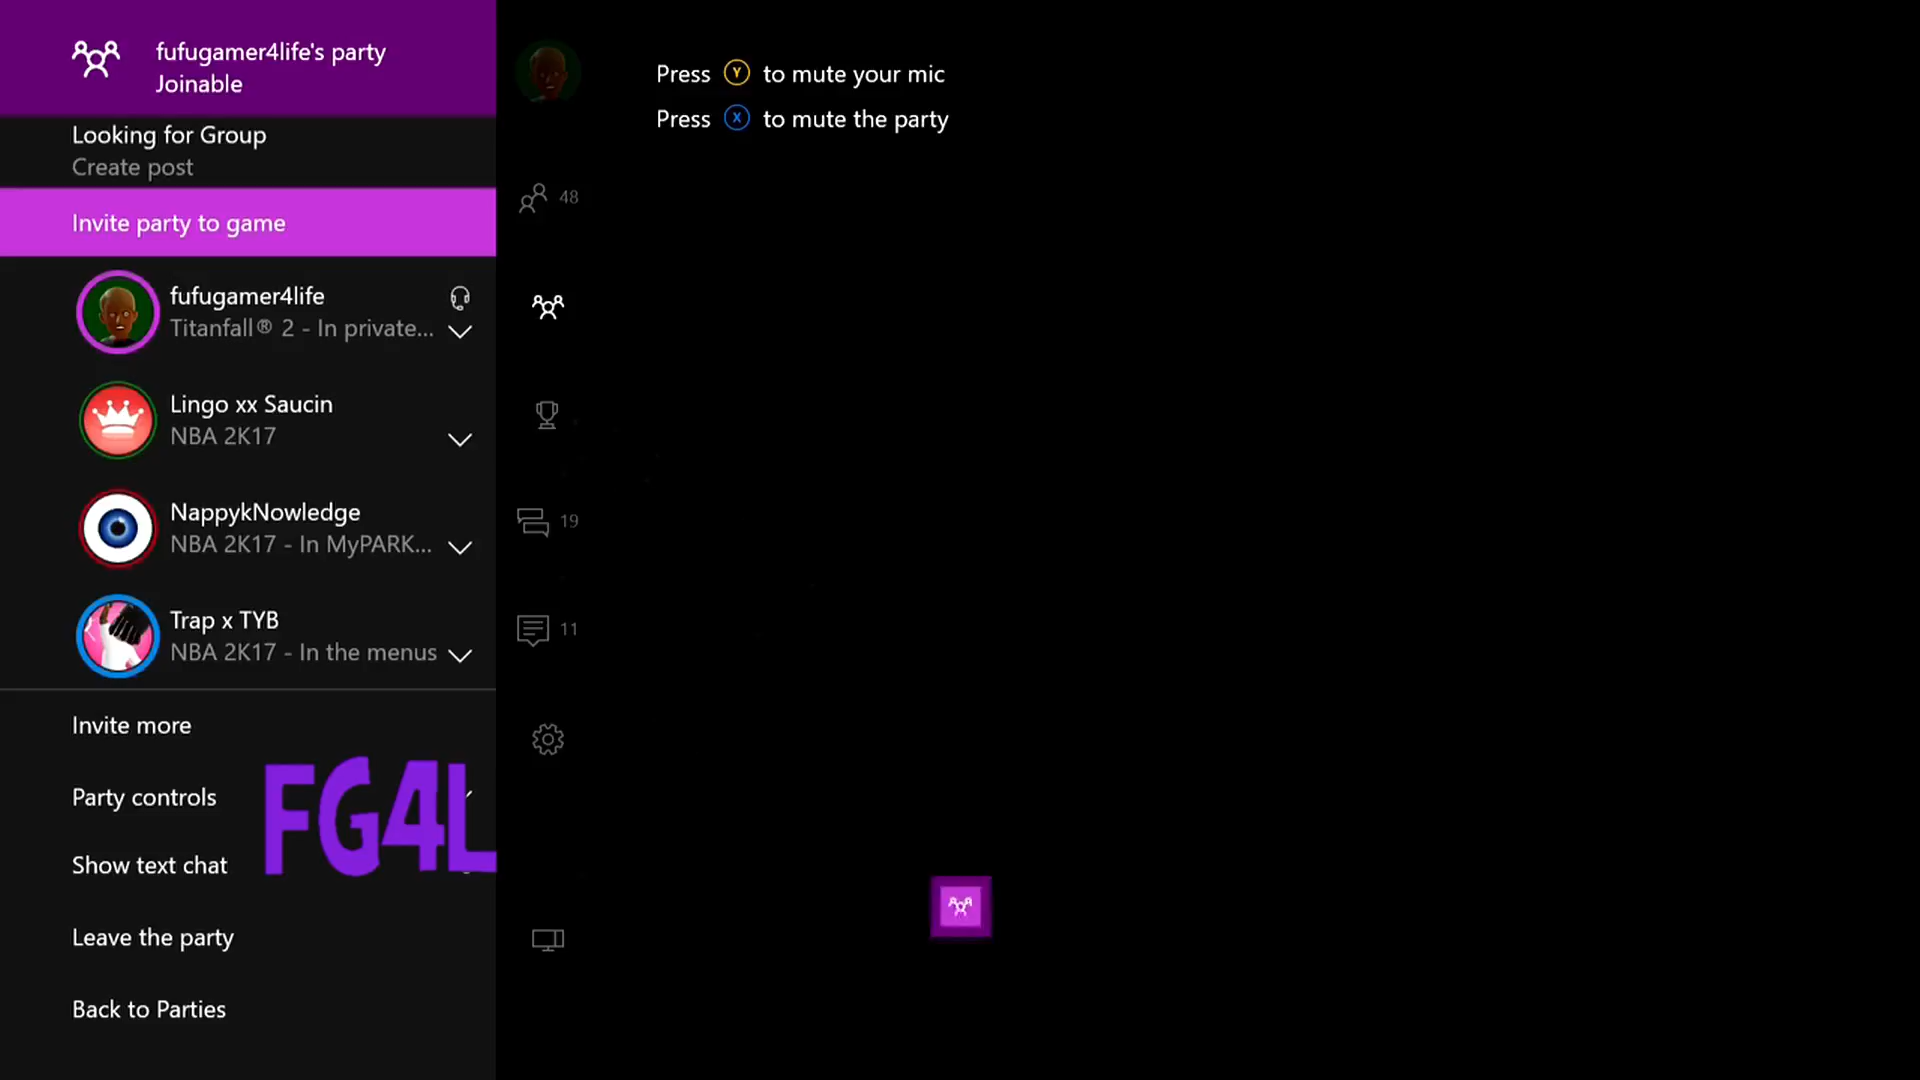 fufugamer4life's party
Joinable
Looking for Group
Create post
Invite party to game
fufugamer4life
Titanfall® 2 - In private...
Lingo xx Saucin
NBA 2K17
NappykNowledge
NBA 2K17 - In MyPARK...
Trap x TYB
NBA 2K17 - In the menus
Invite more
Party controls
Show text chat
FG4L
Leave the party
Back to Parties
Press Y to mute your mic
Press X to mute the party
48
19
11